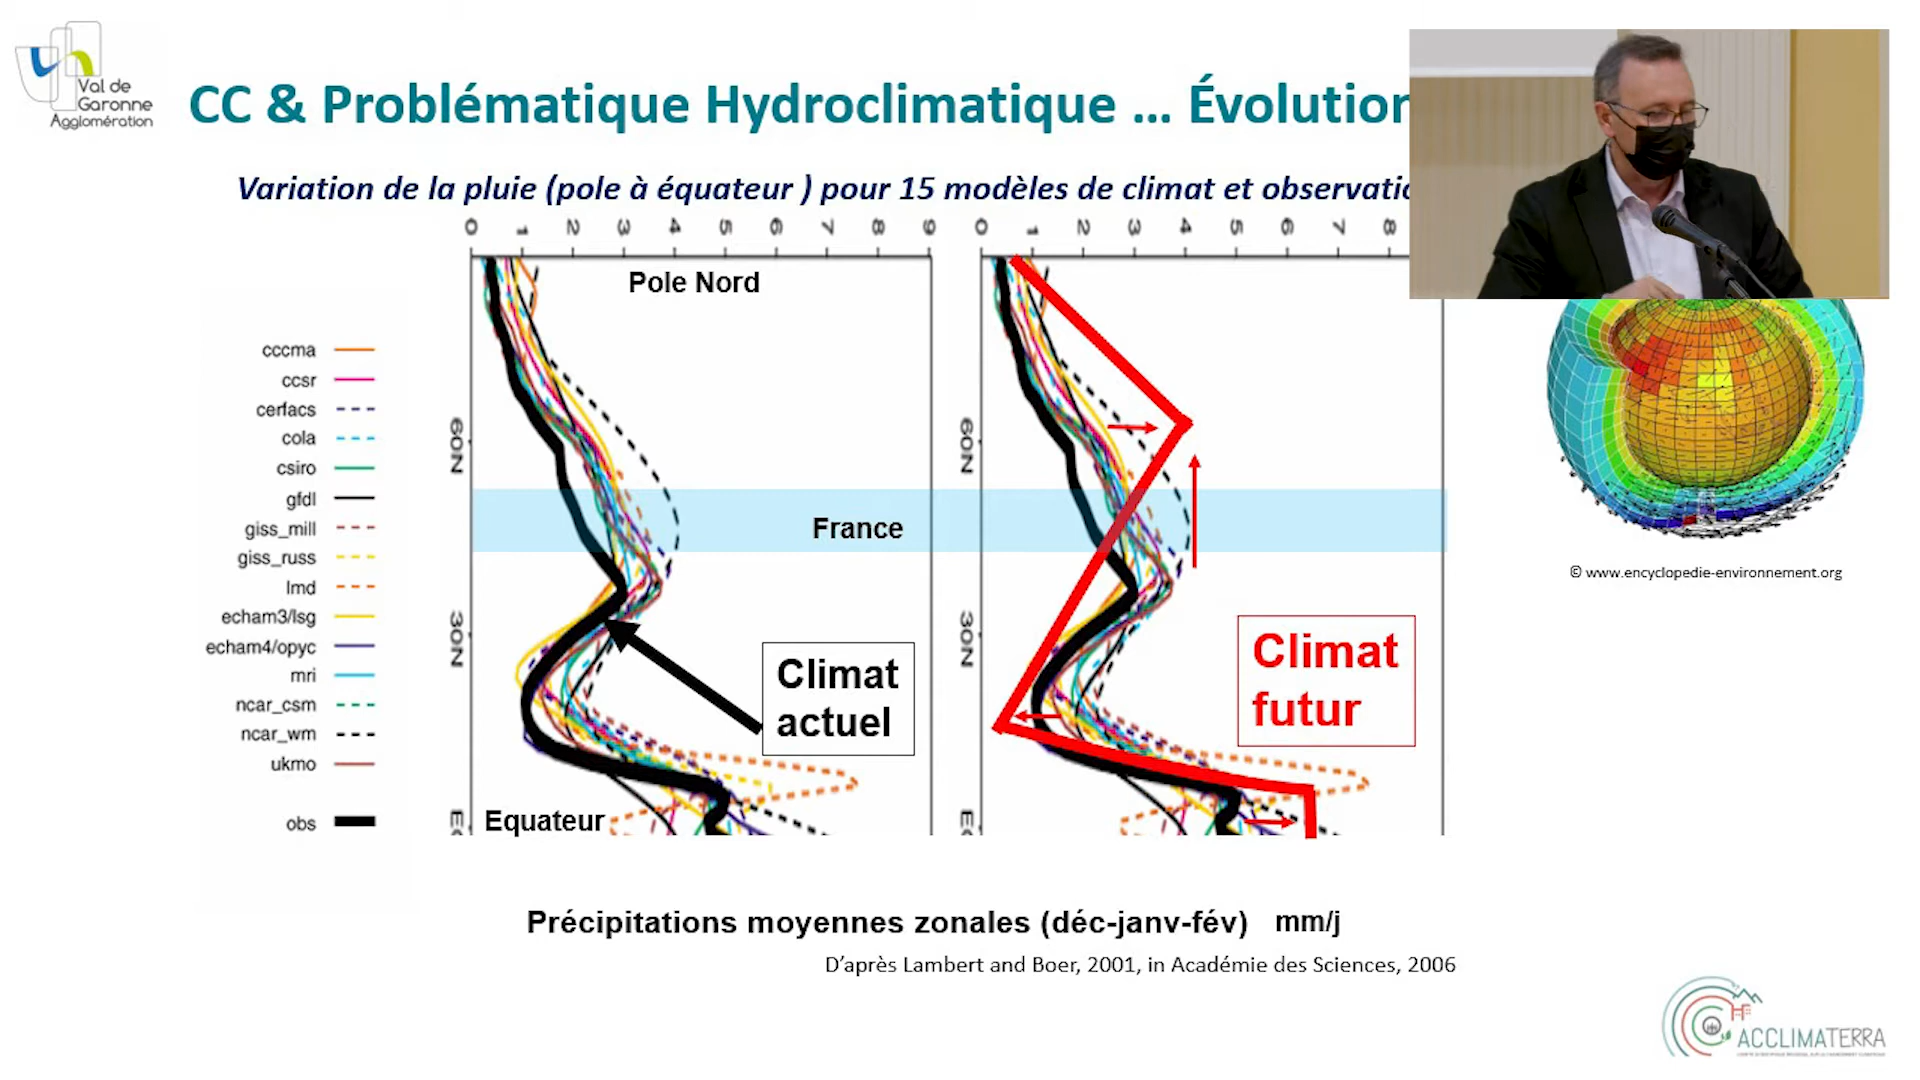 Val de
Garonne
Agglomération
CC & Problématique Hydroclimatique ... Évolution
Variation de la pluie (pole à équateur ) pour 15 modèles de climat et observatio
0 1 2 3 4 5 6 7 8 9
0 1 2 3 4 5 6 7 8
Pole Nord
cccma
ccsr
cerfacs
cola
csiro
gfdl
giss_mill
giss_russ
lmd
echam3/lsg
echam4/opyc
mri
ncar_csm
ncar_wm
ukmo
obs
60N
30N
EQ
60N
30N
EQ
France
Climat
actuel
Equateur
Climat
futur
© www.encyclopedie-environnement.org
Précipitations moyennes zonales (déc-janv-fév) mm/j
D’après Lambert and Boer, 2001, in Académie des Sciences, 2006
ACCLIMATERRA